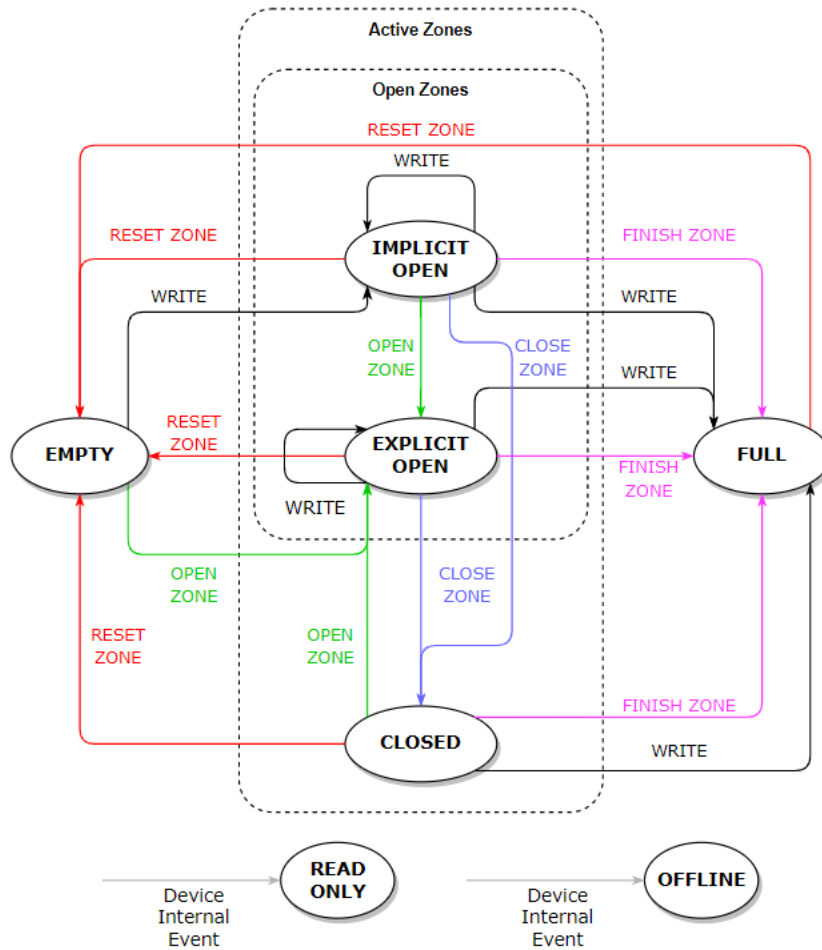 Active Zones
Open Zones
RESET ZONE
WRITE
RESET ZONE
IMPLICIT
OPEN
FINISH ZONE
WRITE
WRITE
OPEN
ZONE
CLOSE
ZONE
WRITE
EMPTY
RESET
ZONE
EXPLICIT
OPEN
FULL
FINISH
ZONE
WRITE
OPEN
ZONE
CLOSE
ZONE
RESET
ZONE
OPEN
ZONE
FINISH ZONE
CLOSED
WRITE
READ
ONLY
Device
Internal
Event
OFFLINE
Device
Internal
Event